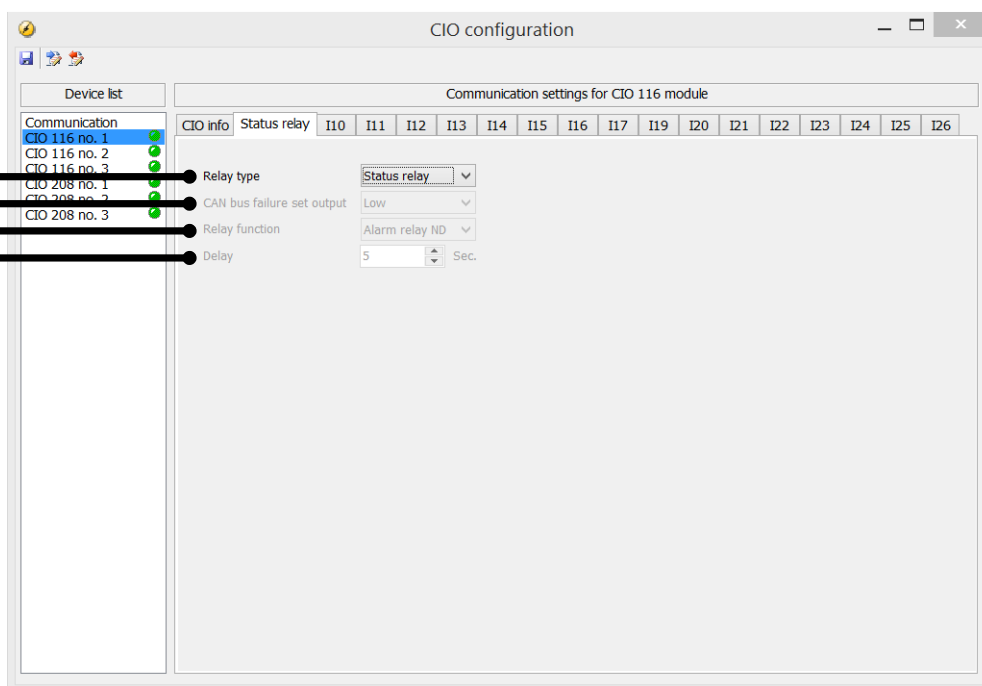 CIO configuration
Device list
Communication settings for CIO 116 module
Communication
CIO 116 no. 1
CIO 116 no. 2
CIO 116 no. 3
CIO 208 no. 1
CIO 208 no. 2
CIO 208 no. 3
CIO info Status relay I10 I11 I12 I13 I14 I15 I16 I17 I19 I20 I21 I22 I23 I24 I25 I26
Relay type Status relay
CAN bus failure set output Low
Relay function Alarm relay ND
Delay 5 Sec.